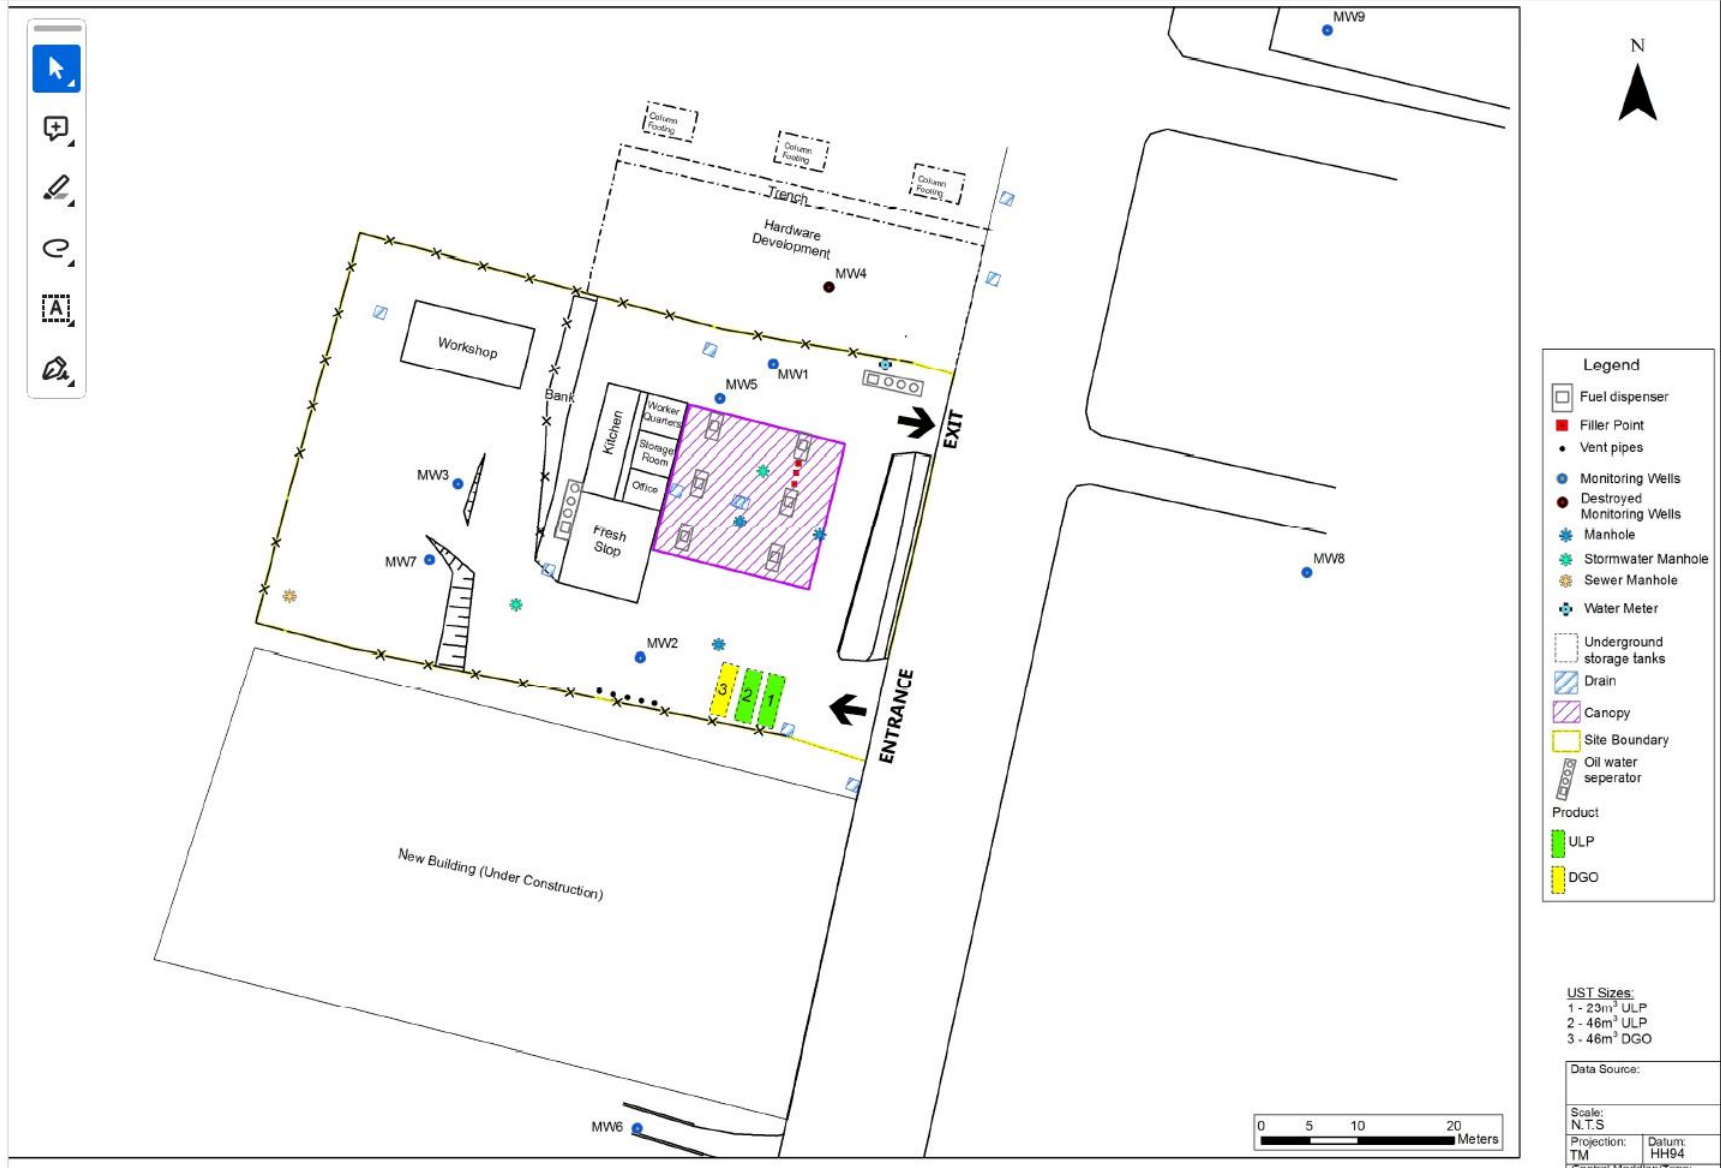 MW9
N
Column
Footing
Column
Footing
Column
Footing
Trench
Hardware
Development
MW4
Workshop
MW1
MW5
Bank
Worker
Quarters
Kitchen
Storage
Room
Office
Fresh
Stop
EXIT
MW3
MW7
MW8
MW2
3
2
1
ENTRANCE
New Building (Under Construction)
MW6
0 5 10 20
Meters
A
Legend
Fuel dispenser
Filler Point
Vent pipes
Monitoring Wells
Destroyed
Monitoring Wells
Manhole
Stormwater Manhole
Sewer Manhole
Water Meter
Underground
storage tanks
Drain
Canopy
Site Boundary
Oil water
seperator
Product
ULP
DGO
UST Sizes:
1 - 23m³ ULP
2 - 46m³ ULP
3 - 46m³ DGO
Data Source:
Scale:
N.T.S
Projection:
TM
Datum:
HH94